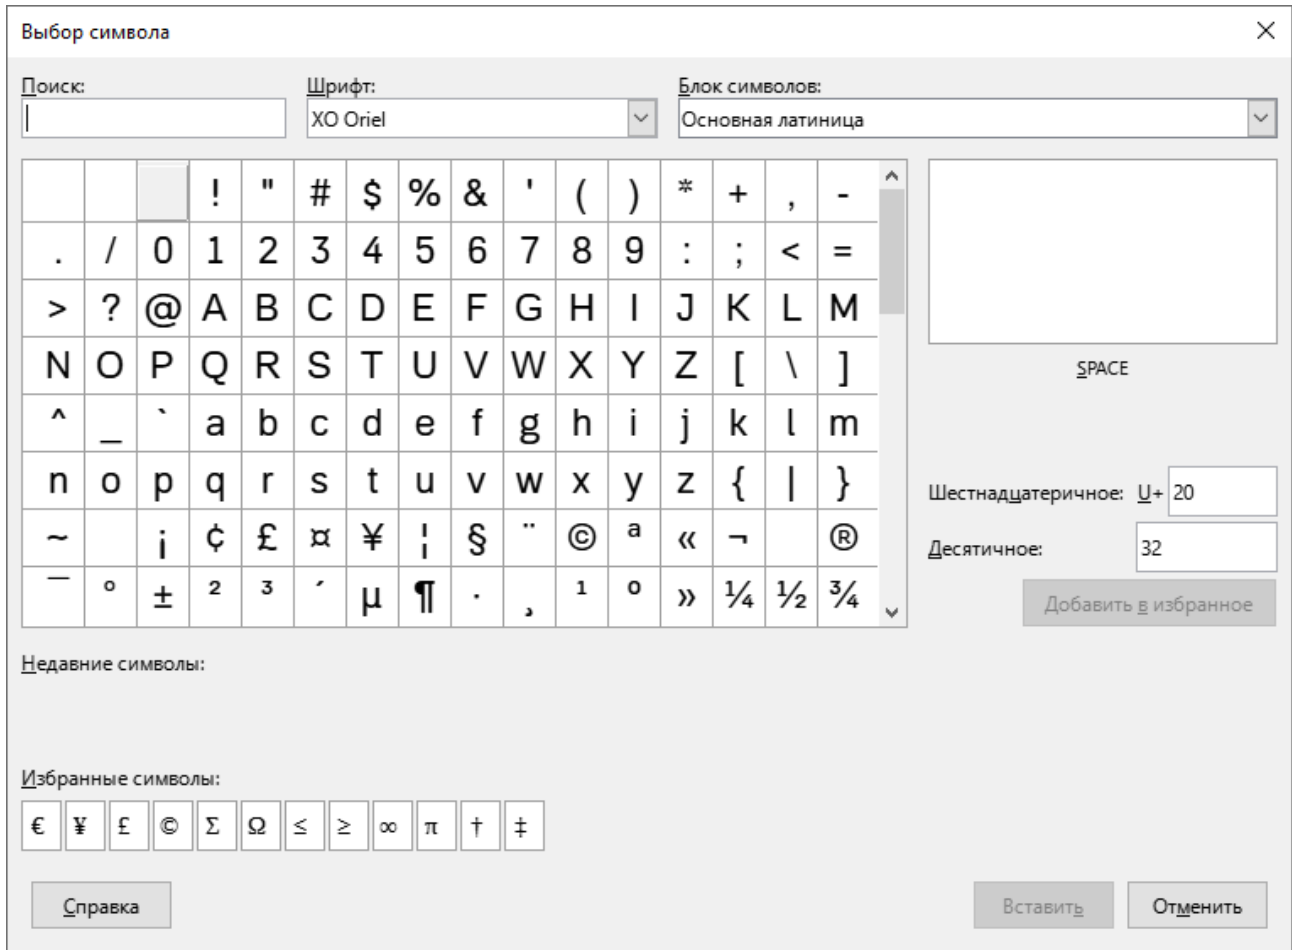 Выбор символа
Поиск: Шрифт: Блок символов:
XO Oriel Основная латиница
! " # $ % & ' ( ) * + , -
. / 0 1 2 3 4 5 6 7 8 9 : ; < =
> ? @ A B C D E F G H I J K L M
N O P Q R S T U V W X Y Z [ \ ]
^ _ ` a b c d e f g h i j k l m
n o p q r s t u v w x y z { | }
~ ¡ ¢ £ ¤ ¥ ¦ § ¨ © ª « ¬ ®
¯ ° ± ² ³ ´ µ ¶ · ¸ ¹ º » ¼ ½ ¾
SPACE
Шестнадцатеричное: U+ 20
Десятичное: 32
Добавить в избранное
Недавние символы:
Избранные символы:
€ ¥ £ © Σ Ω ≤ ≥ ∞ π † ‡
Справка Вставить Отменить